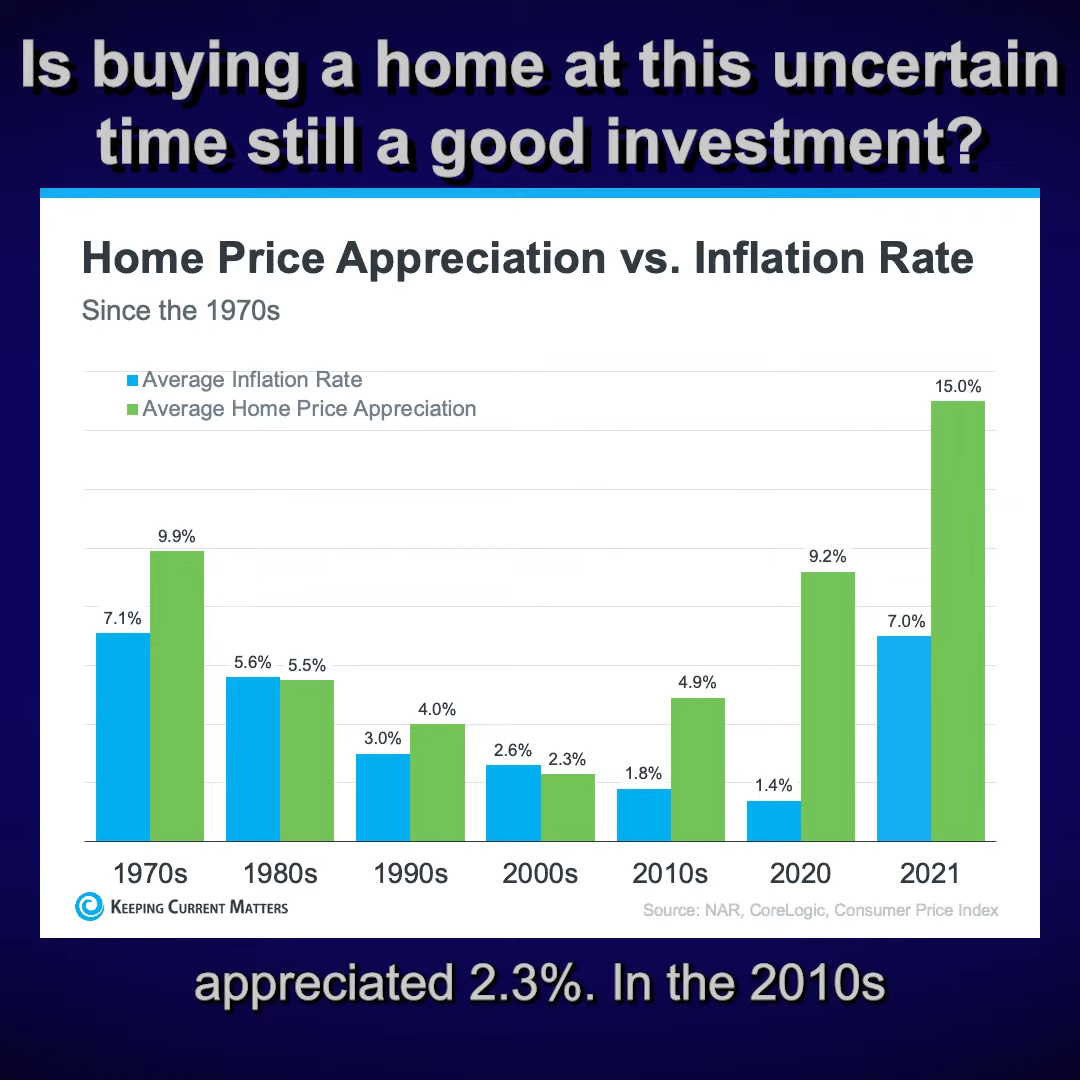 Is buying a home at this uncertain
time still a good investment?
Home Price Appreciation vs. Inflation Rate
Since the 1970s
Average Inflation Rate
Average Home Price Appreciation
7.1%
9.9%
5.6%
5.5%
3.0%
4.0%
2.6%
2.3%
1.8%
4.9%
1.4%
9.2%
7.0%
15.0%
1970s 1980s 1990s 2000s 2010s 2020 2021
KEEPING CURRENT MATTERS
Source: NAR, CoreLogic, Consumer Price Index
appreciated 2.3%. In the 2010s